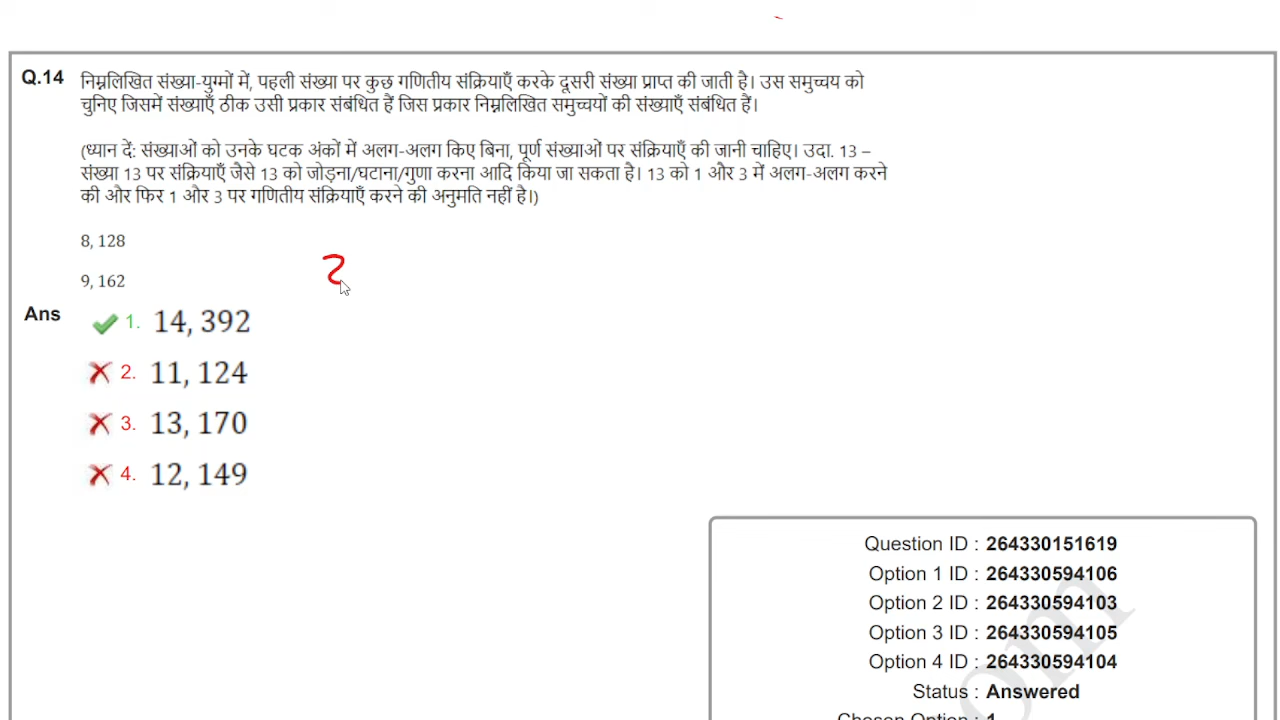 Q.14 निम्नलिखित संख्या-युग्मों में, पहली संख्या पर कुछ गणितीय संक्रियाएँ करके दूसरी संख्या प्राप्त की जाती है। उस समुच्चय को
चुनिए जिसमें संख्याएँ ठीक उसी प्रकार संबंधित हैं जिस प्रकार निम्नलिखित समुच्चयों की संख्याएँ संबंधित हैं।
(ध्यान दें: संख्याओं को उनके घटक अंकों में अलग-अलग किए बिना, पूर्ण संख्याओं पर संक्रियाएँ की जानी चाहिए। उदा. 13 –
संख्या 13 पर संक्रियाएँ जैसे 13 को जोड़ना/घटाना/गुणा करना आदि किया जा सकता है। 13 को 1 और 3 में अलग-अलग करने
की और फिर 1 और 3 पर गणितीय संक्रियाएँ करने की अनुमति नहीं है।)
8, 128
2
9, 162
Ans 1. 14, 392
2. 11, 124
3. 13, 170
4. 12, 149
Question ID : 264330151619
Option 1 ID : 264330594106
Option 2 ID : 264330594103
Option 3 ID : 264330594105
Option 4 ID : 264330594104
Status : Answered
Chosen Option : 1
om